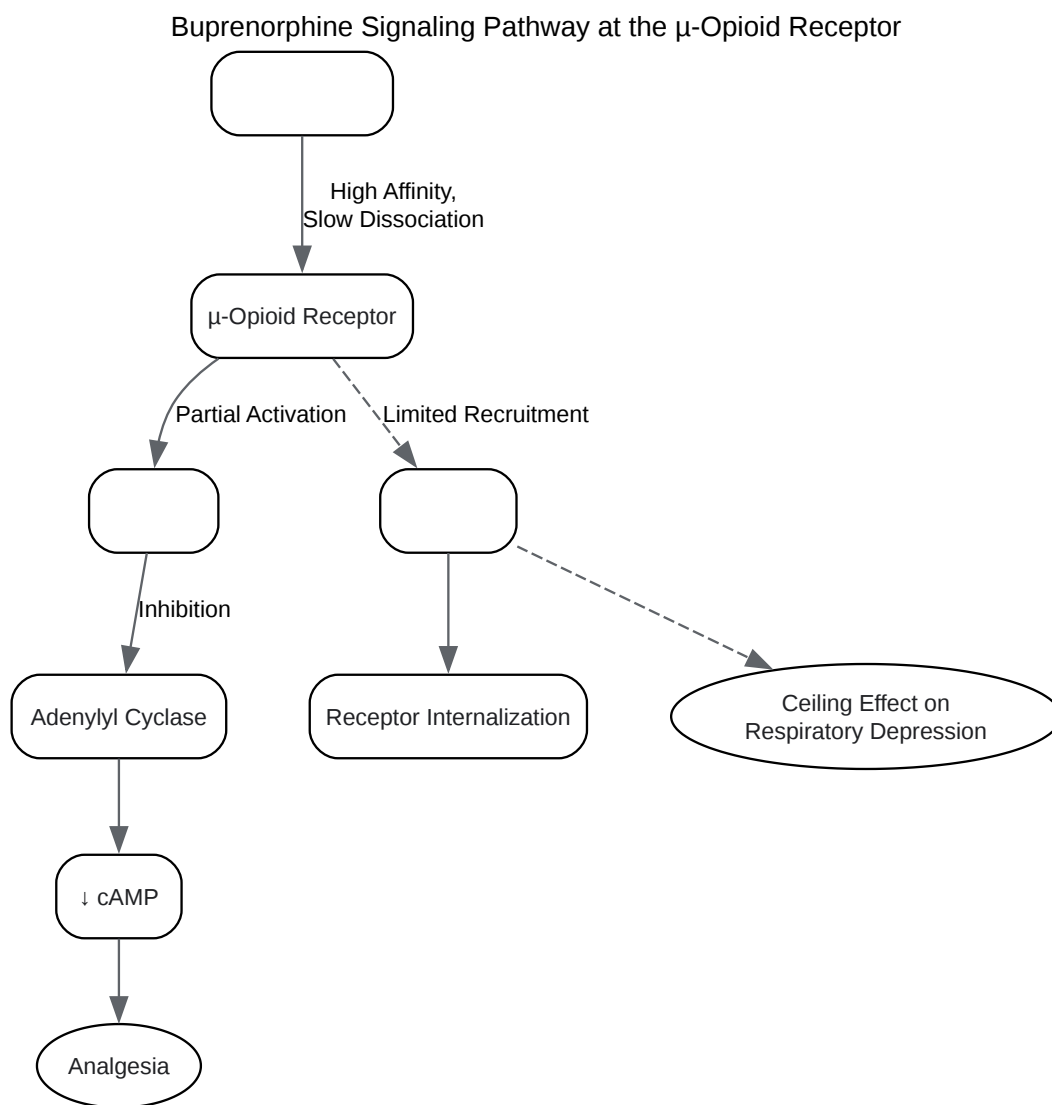 Buprenorphine Signaling Pathway at the µ-Opioid Receptor
High Affinity,
Slow Dissociation
µ-Opioid Receptor
Partial Activation
Limited Recruitment
Inhibition
Adenylyl Cyclase
Receptor Internalization
Ceiling Effect on
Respiratory Depression
↓ cAMP
Analgesia